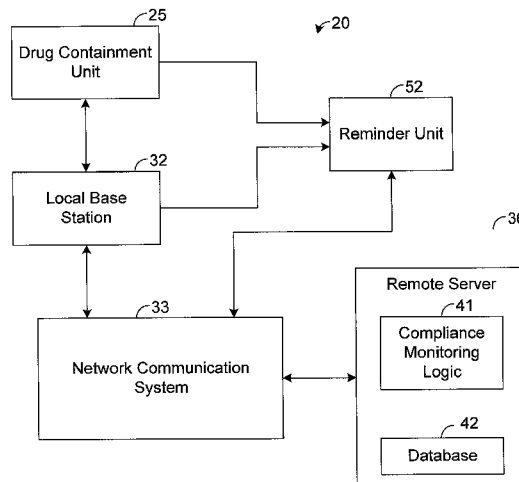 20
25
Drug Containment
Unit
52
Reminder Unit
32
Local Base
Station
36
33
Network Communication
System
Remote Server
41
Compliance
Monitoring
Logic
42
Database